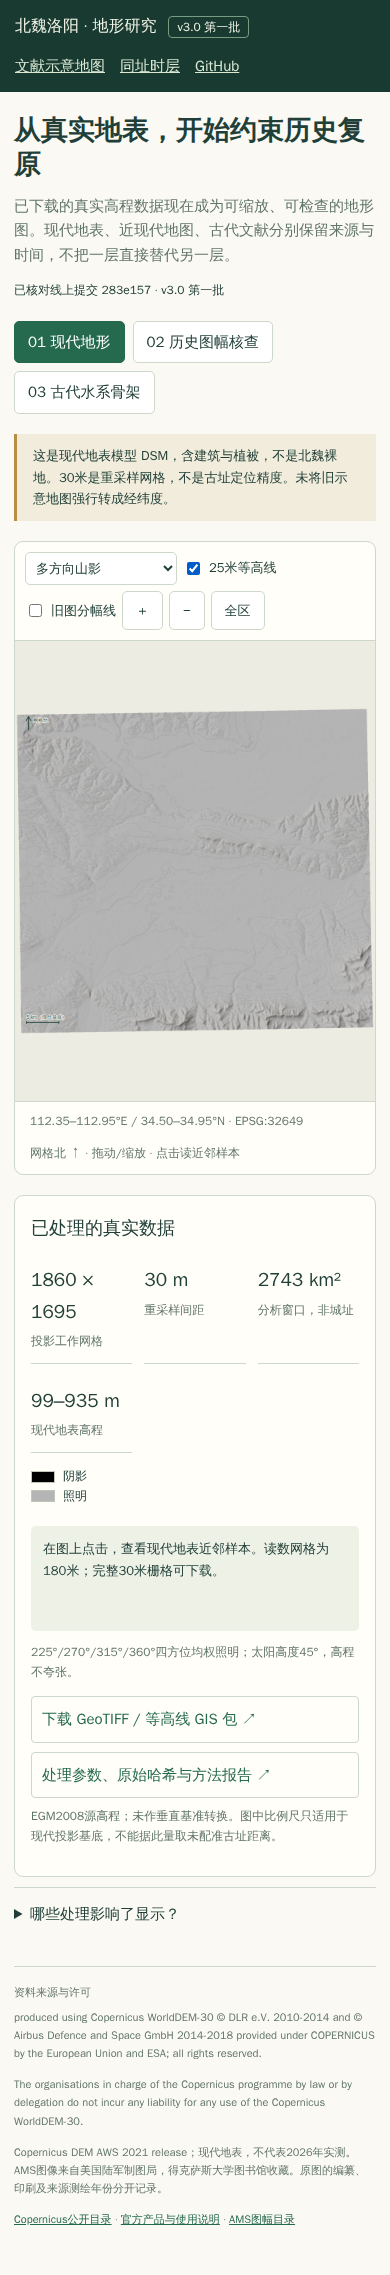 北魏洛阳 · 地形研究 v3.0 第一批
文献示意地图 同址时层 GitHub
从真实地表，开始约束历史复
原
已下载的真实高程数据现在成为可缩放、可检查的地形
图。现代地表、近现代地图、古代文献分别保留来源与
时间，不把一层直接替代另一层。
已核对线上提交 283e157 · v3.0 第一批
01 现代地形 02 历史图幅核查
03 古代水系骨架
这是现代地表模型 DSM，含建筑与植被，不是北魏裸
地。30米是重采样网格，不是古址定位精度。未将旧示
意地图强行转成经纬度。
多方向山影 25米等高线
旧图分幅线 + − 全区
112.35–112.95°E / 34.50–34.95°N · EPSG:32649
网格北 ↑ · 拖动/缩放 · 点击读近邻样本
已处理的真实数据
1860 ×
1695
投影工作网格
30 m
重采样间距
2743 km²
分析窗口，非城址
99–935 m
现代地表高程
阴影
照明
在图上点击，查看现代地表近邻样本。读数网格为
180米；完整30米栅格可下载。
225°/270°/315°/360°四方位均权照明；太阳高度45°，高程
不夸张。
下载 GeoTIFF / 等高线 GIS 包 ↗
处理参数、原始哈希与方法报告 ↗
EGM2008源高程；未作垂直基准转换。图中比例尺只适用于
现代投影基底，不能据此量取未配准古址距离。
▶ 哪些处理影响了显示？
资料来源与许可
produced using Copernicus WorldDEM-30 © DLR e.V. 2010-2014 and ©
Airbus Defence and Space GmbH 2014-2018 provided under COPERNICUS
by the European Union and ESA; all rights reserved.
The organisations in charge of the Copernicus programme by law or by
delegation do not incur any liability for any use of the Copernicus
WorldDEM-30.
Copernicus DEM AWS 2021 release；现代地表，不代表2026年实测。
AMS图像来自美国陆军制图局，得克萨斯大学图书馆收藏。原图的编纂、
印刷及来源测绘年份分开记录。
Copernicus公开目录 · 官方产品与使用说明 · AMS图幅目录